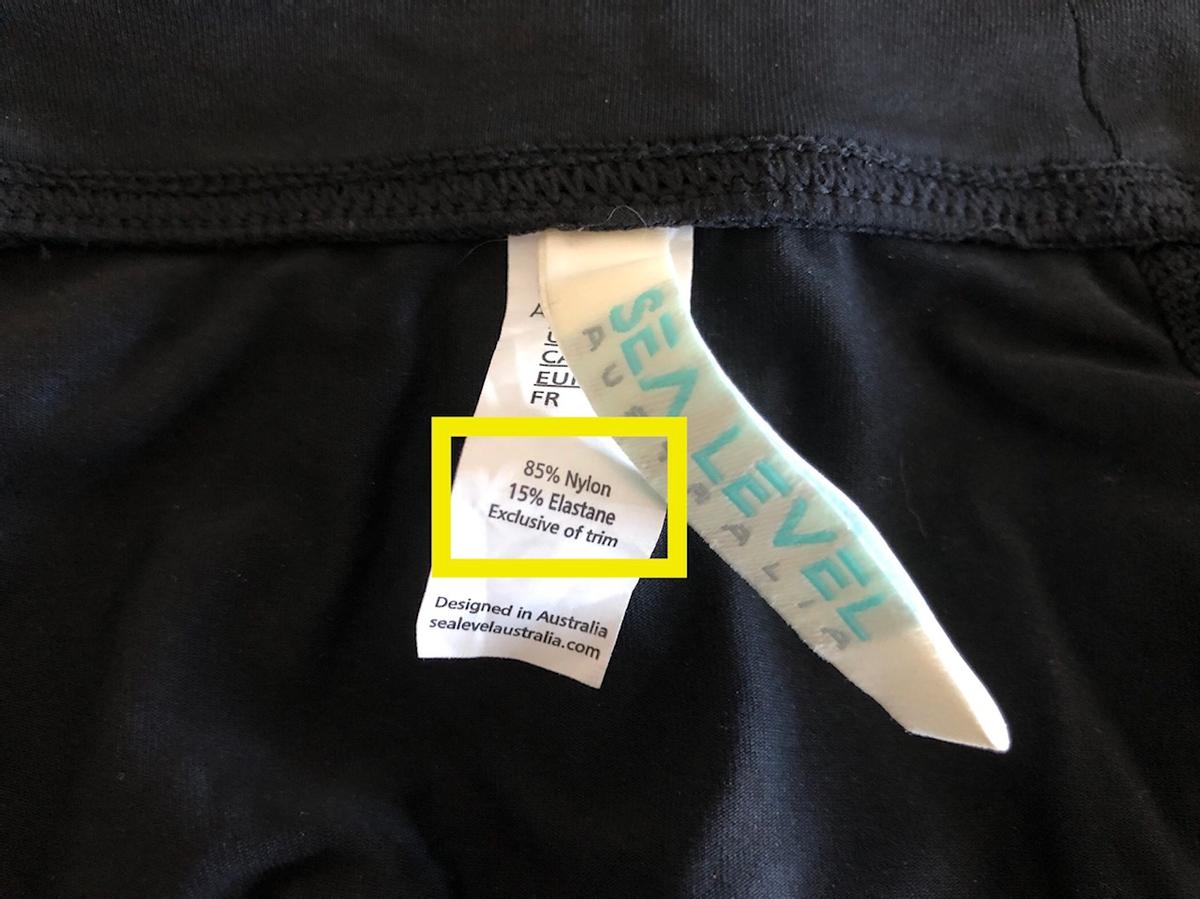 FR
85% Nylon
15% Elastane
Exclusive of trim
Designed in Australia
sealevelaustralia.com
SEA LEVEL
AUSTRALIA